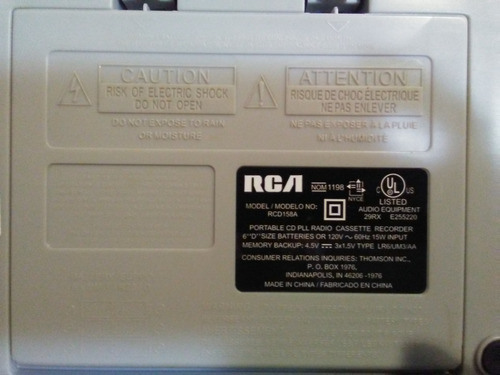 CAUTION
RISK OF ELECTRIC SHOCK
DO NOT OPEN
DO NOT EXPOSE TO RAIN
OR MOISTURE
ATTENTION
RISQUE DE CHOC ÉLECTRIQUE
NE PAS ENLEVER
NE PAS EXPOSER À LA PLUIE
NI À L'HUMIDITÉ
RCA
NOM 1198
NYCE
C UL US
LISTED
MODEL / MODELO NO:
RCD158A
AUDIO EQUIPMENT
29RX E255220
PORTABLE CD PLL RADIO CASSETTE RECORDER
6"D"SIZE BATTERIES OR 120V ~ 60Hz 15W INPUT
MEMORY BACKUP: 4.5V ⎓ 3x1.5V TYPE LR6/UM3/AA
CONSUMER RELATIONS INQUIRIES: THOMSON INC.,
P. O. BOX 1976,
INDIANAPOLIS, IN 46206 -1976
MADE IN CHINA / FABRICADO EN CHINA